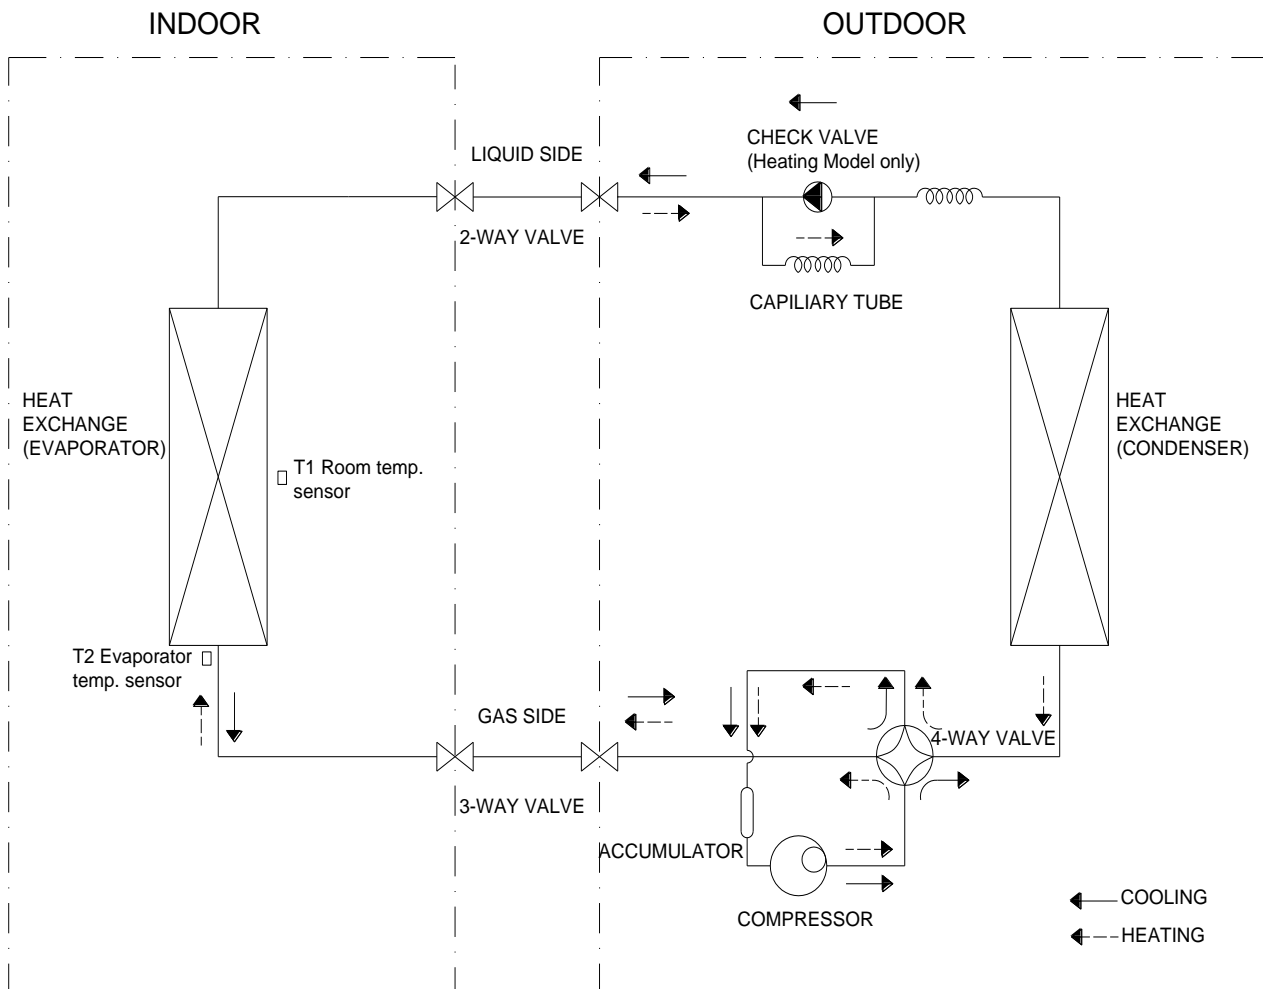 INDOOR
OUTDOOR
CHECK VALVE
(Heating Model only)
LIQUID SIDE
2-WAY VALVE
CAPILIARY TUBE
HEAT
EXCHANGE
(EVAPORATOR)
T1 Room temp.
sensor
HEAT
EXCHANGE
(CONDENSER)
T2 Evaporator
temp. sensor
GAS SIDE
4-WAY VALVE
3-WAY VALVE
ACCUMULATOR
COMPRESSOR
COOLING
HEATING